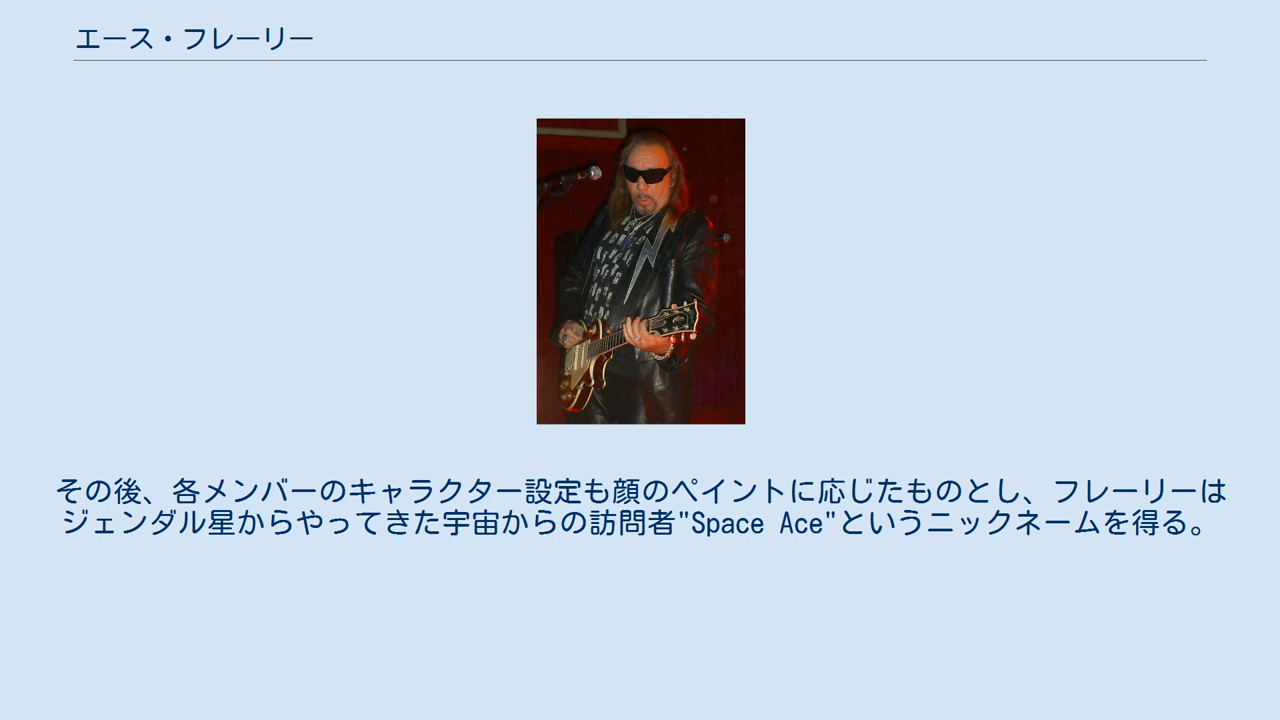 エース・フレーリー
その後、各メンバーのキャラクター設定も顔のペイントに応じたものとし、フレーリーは
ジェンダル星からやってきた宇宙からの訪問者"Space Ace"というニックネームを得る。